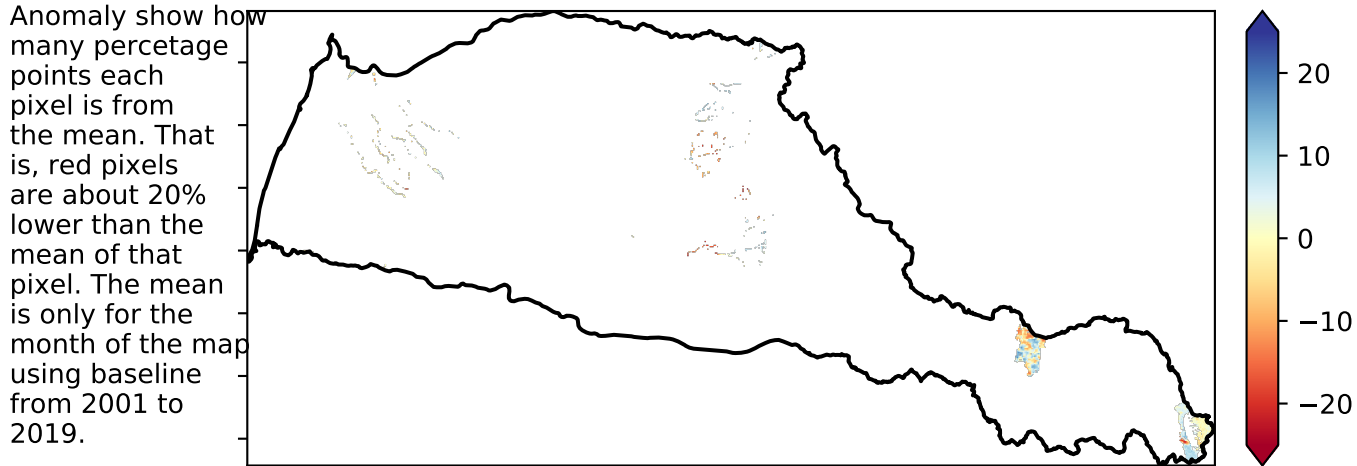 Anomaly show how
many percetage
points each
pixel is from
the mean. That
is, red pixels
are about 20%
lower than the
mean of that
pixel. The mean
is only for the
month of the map
using baseline
from 2001 to
2019.
20
10
0
−10
−20